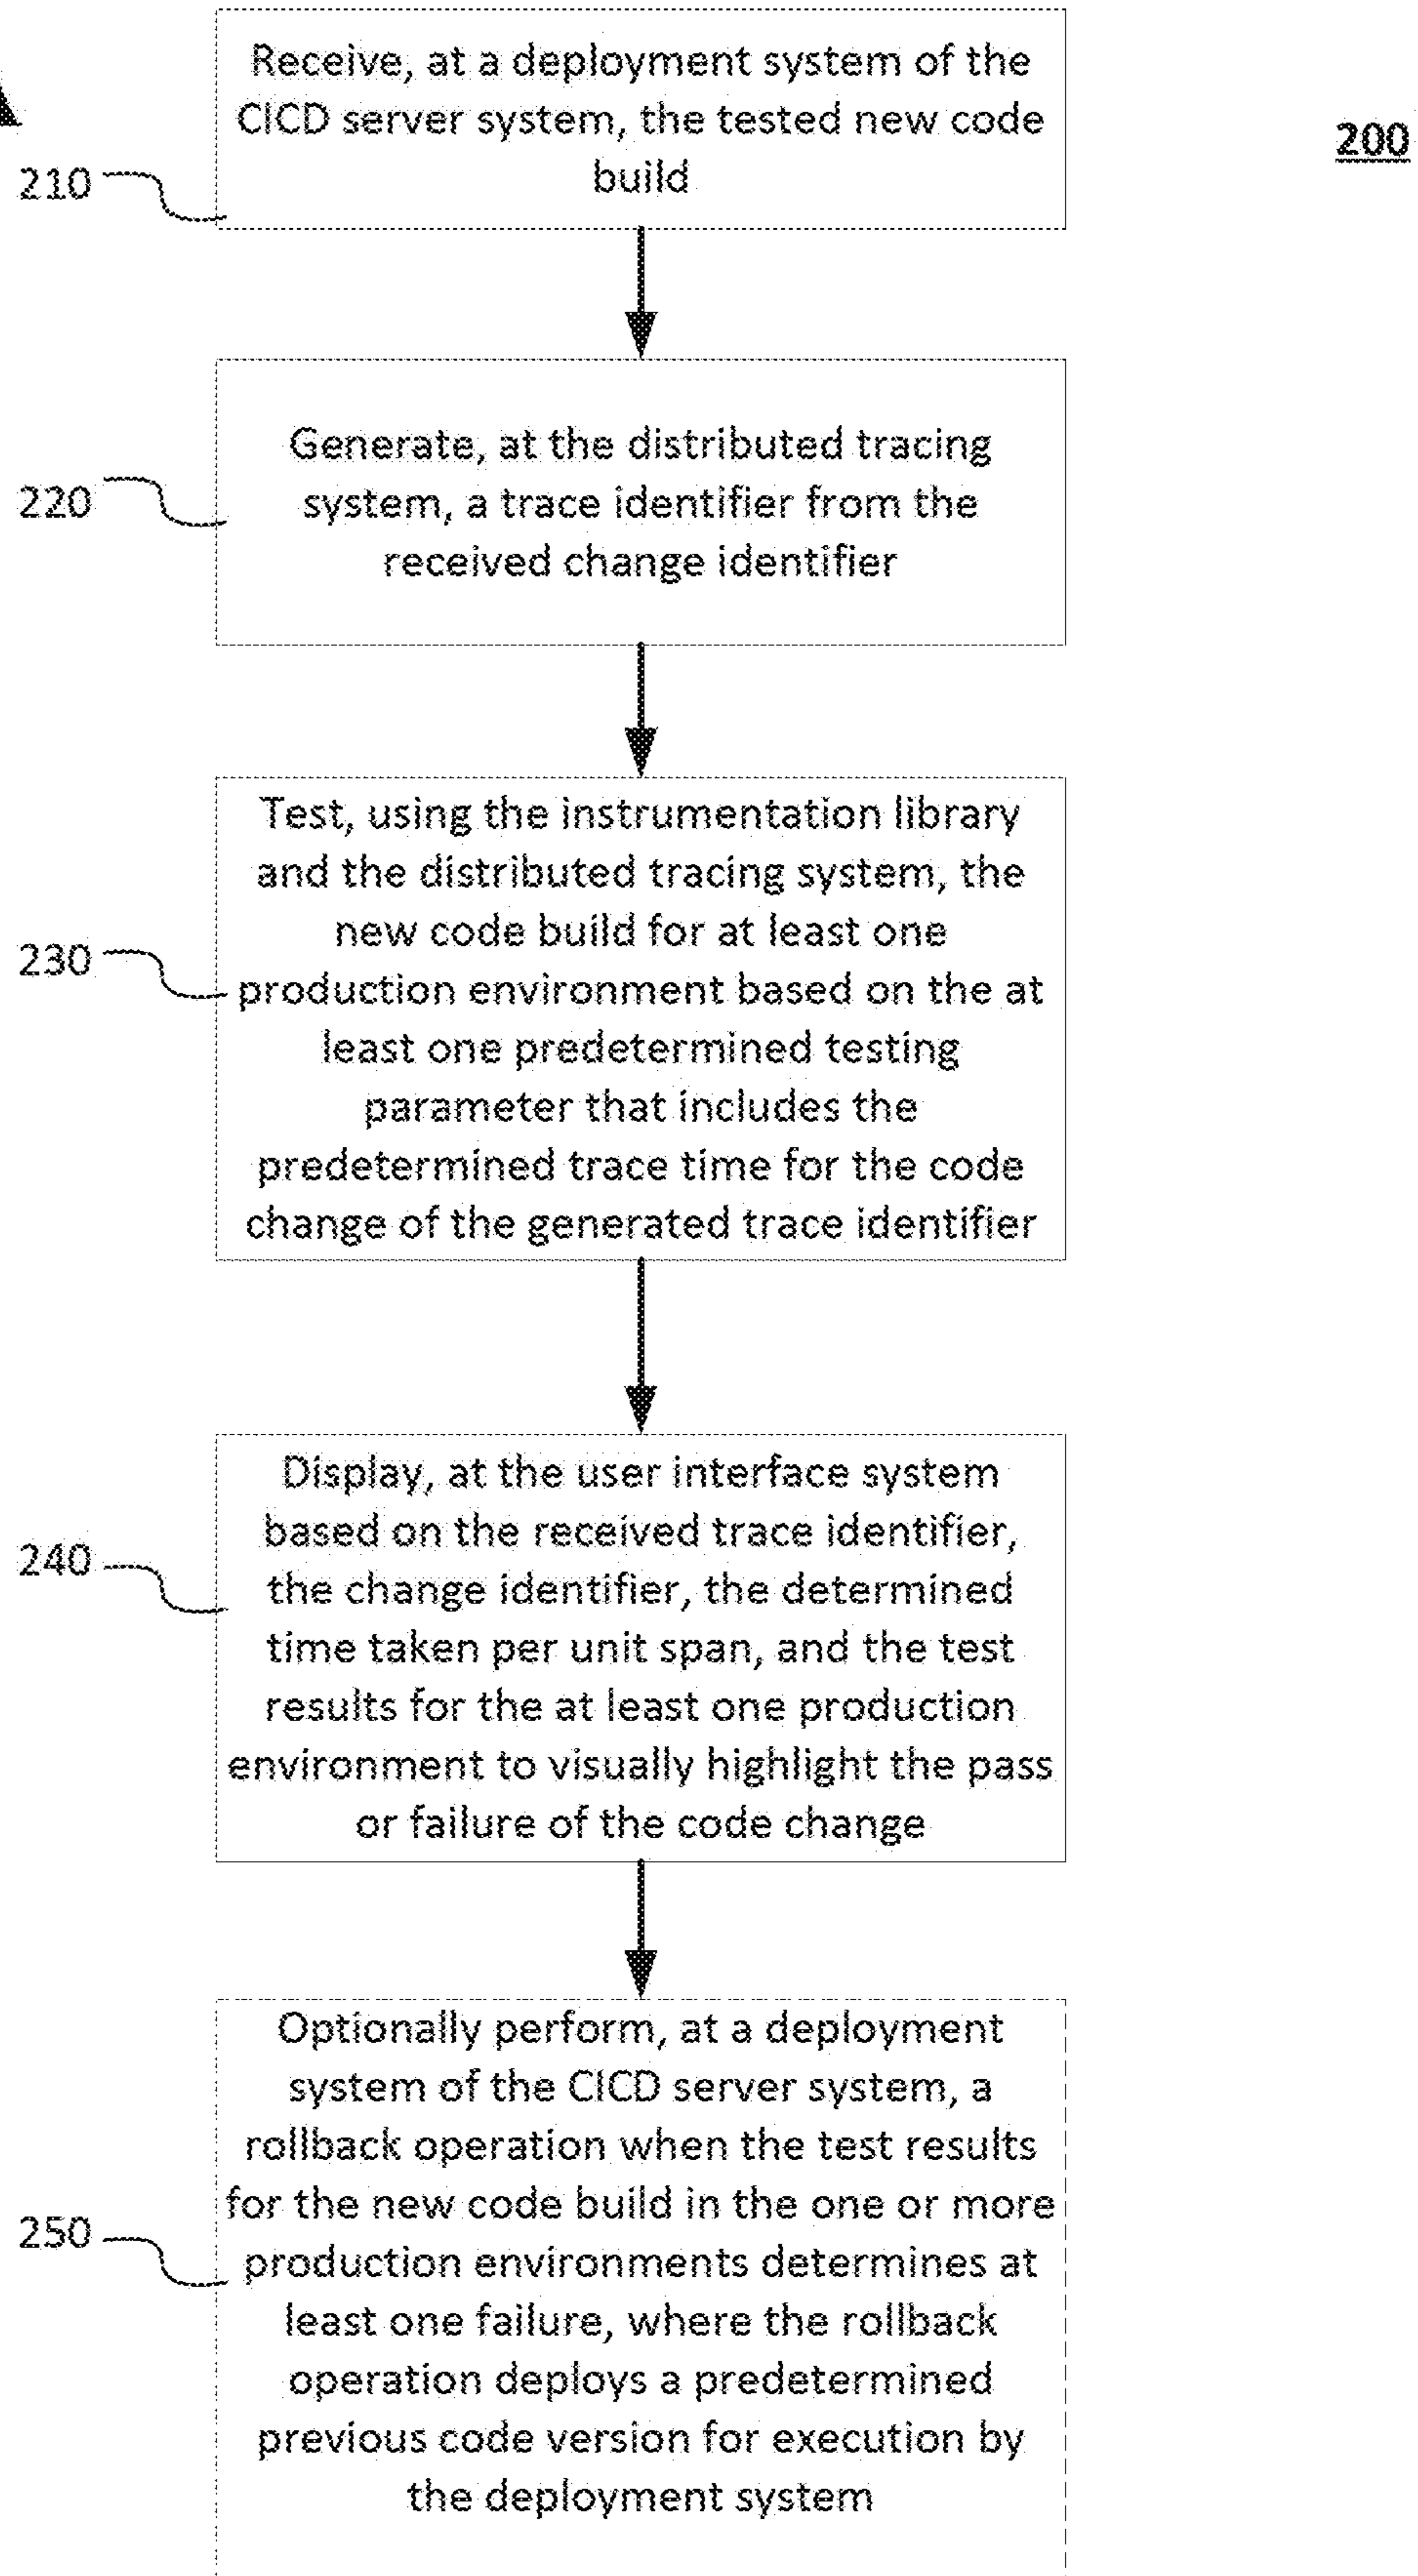 Receive, at a deployment system of the
CICD server system, the tested new code
build
200
210
Generate, at the distributed tracing
system, a trace identifier from the
received change identifier
220
Test, using the instrumentation library
and the distributed tracing system, the
new code build for at least one
production environment based on the at
least one predetermined testing
parameter that includes the
predetermined trace time for the code
change of the generated trace identifier
230
Display, at the user interface system
based on the received trace identifier,
the change identifier, the determined
time taken per unit span, and the test
results for the at least one production
environment to visually highlight the pass
or failure of the code change
240
Optionally perform, at a deployment
system of the CICD server system, a
rollback operation when the test results
for the new code build in the one or more
production environments determines at
least one failure, where the rollback
operation deploys a predetermined
previous code version for execution by
the deployment system
250